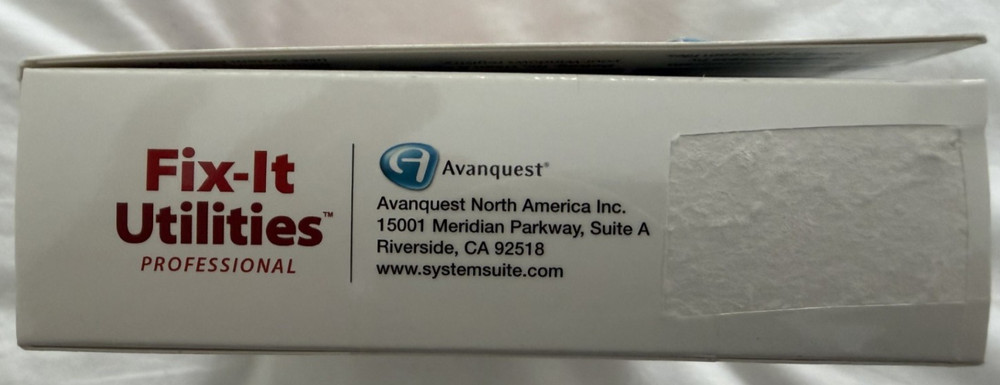 Fix-It
Utilities™
PROFESSIONAL
Avanquest®
Avanquest North America Inc.
15001 Meridian Parkway, Suite A
Riverside, CA 92518
www.systemsuite.com